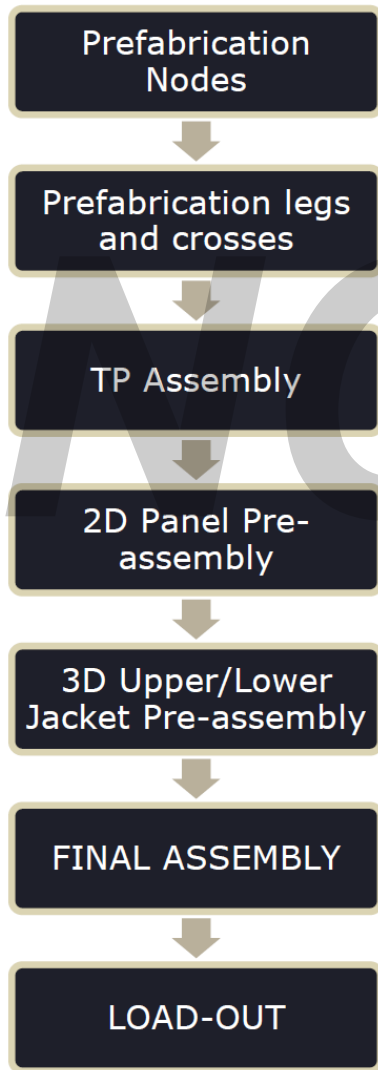 Prefabrication
Nodes
Prefabrication legs
and crosses
TP Assembly
2D Panel Pre-
assembly
3D Upper/Lower
Jacket Pre-assembly
FINAL ASSEMBLY
LOAD-OUT